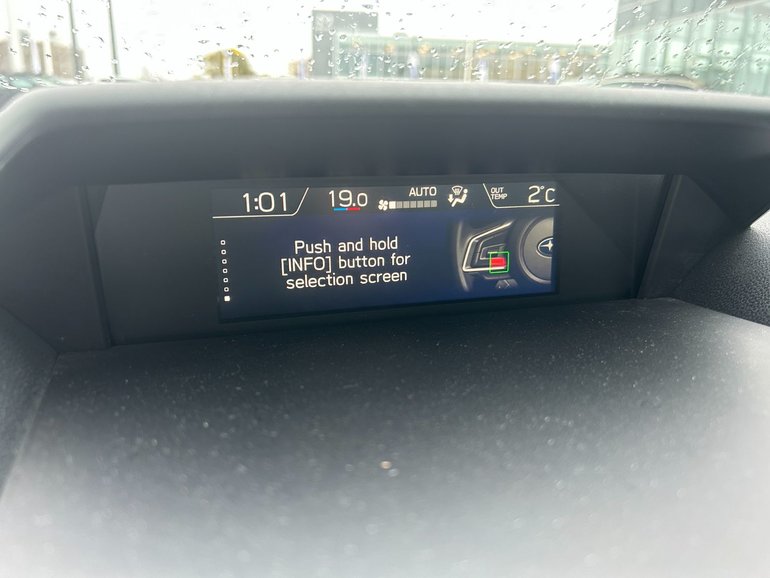 1:01 19.0 AUTO OUT TEMP 2°C
Push and hold
[INFO] button for
selection screen